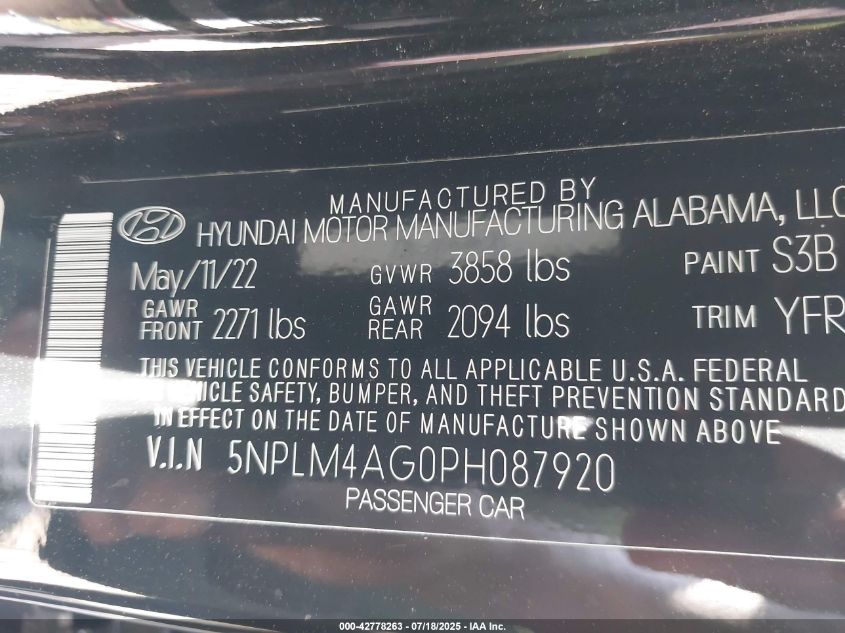 MANUFACTURED BY
HYUNDAI MOTOR MANUFACTURING ALABAMA, LLC
May/11/22 GVWR 3858 lbs PAINT S3B
GAWR FRONT 2271 lbs GAWR REAR 2094 lbs TRIM YFR
THIS VEHICLE CONFORMS TO ALL APPLICABLE U.S.A. FEDERAL
SAFETY, BUMPER, AND THEFT PREVENTION STANDARD
IN EFFECT ON THE DATE OF MANUFACTURE SHOWN ABOVE
V.I.N 5NPLM4AG0PH087920
PASSENGER CAR
000-42778263 - 07/18/2025 - IAA Inc.